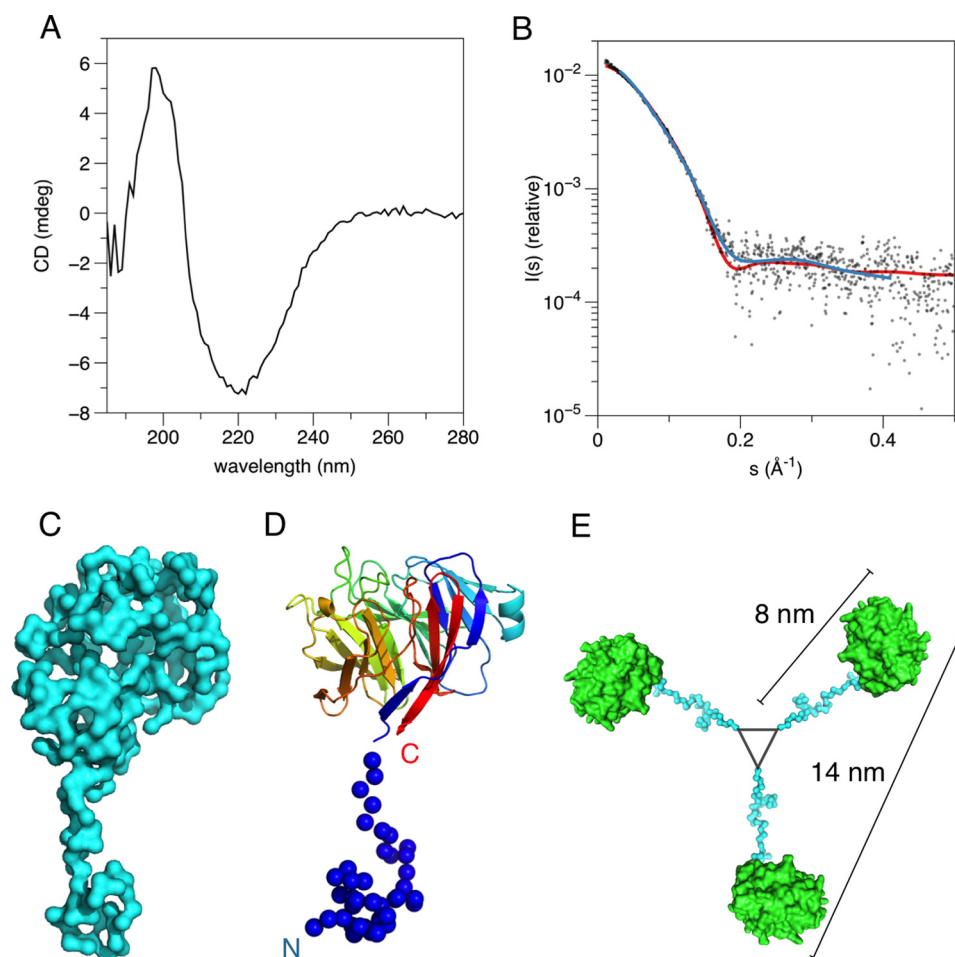 A
B
6
4
2
0
−2
−4
−6
−8
CD (mdeg)
200
220
240
260
280
wavelength (nm)
10⁻²
10⁻³
10⁻⁴
10⁻⁵
I(s) (relative)
0
0.2
0.4
s (Å⁻¹)
C
D
E
C
N
8 nm
14 nm